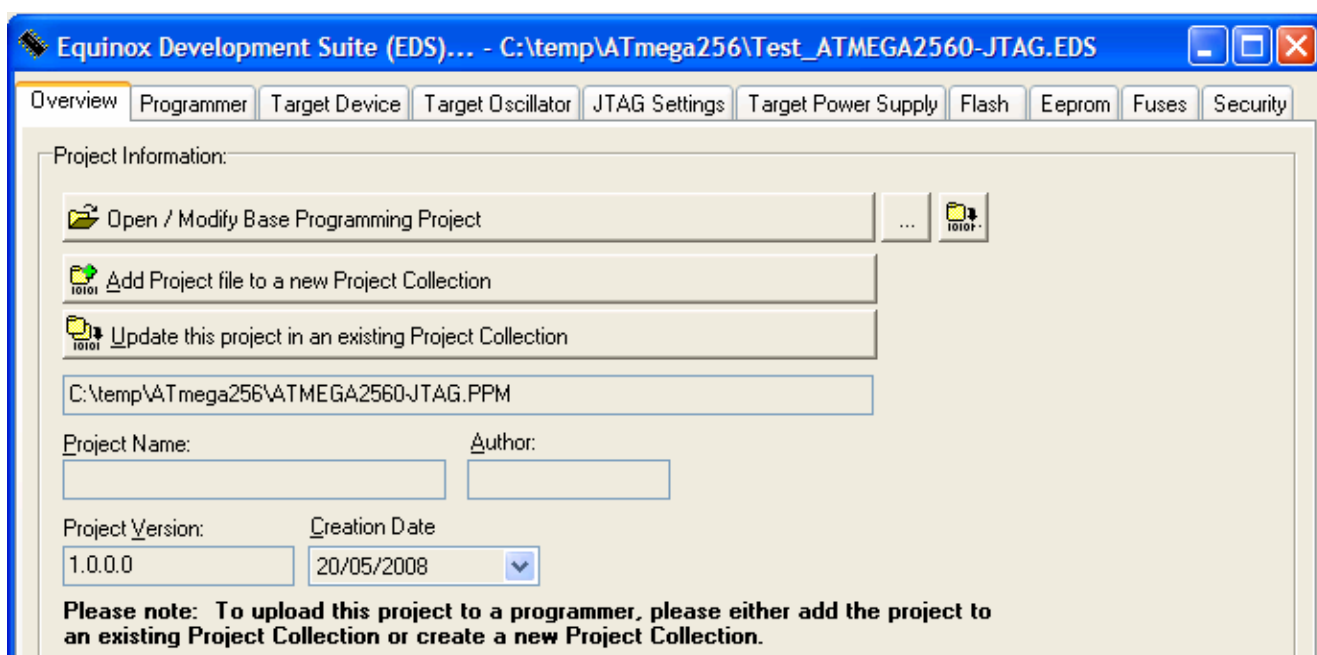 Equinox Development Suite (EDS)... - C:\temp\ATmega256\Test_ATMEGA2560-JTAG.EDS
Overview Programmer Target Device Target Oscillator JTAG Settings Target Power Supply Flash Eeprom Fuses Security
Project Information:
Open / Modify Base Programming Project ...
Add Project file to a new Project Collection
Update this project in an existing Project Collection
C:\temp\ATmega256\ATMEGA2560-JTAG.PPM
Project Name: Author:
Project Version: Creation Date
1.0.0.0 20/05/2008
Please note: To upload this project to a programmer, please either add the project to
an existing Project Collection or create a new Project Collection.